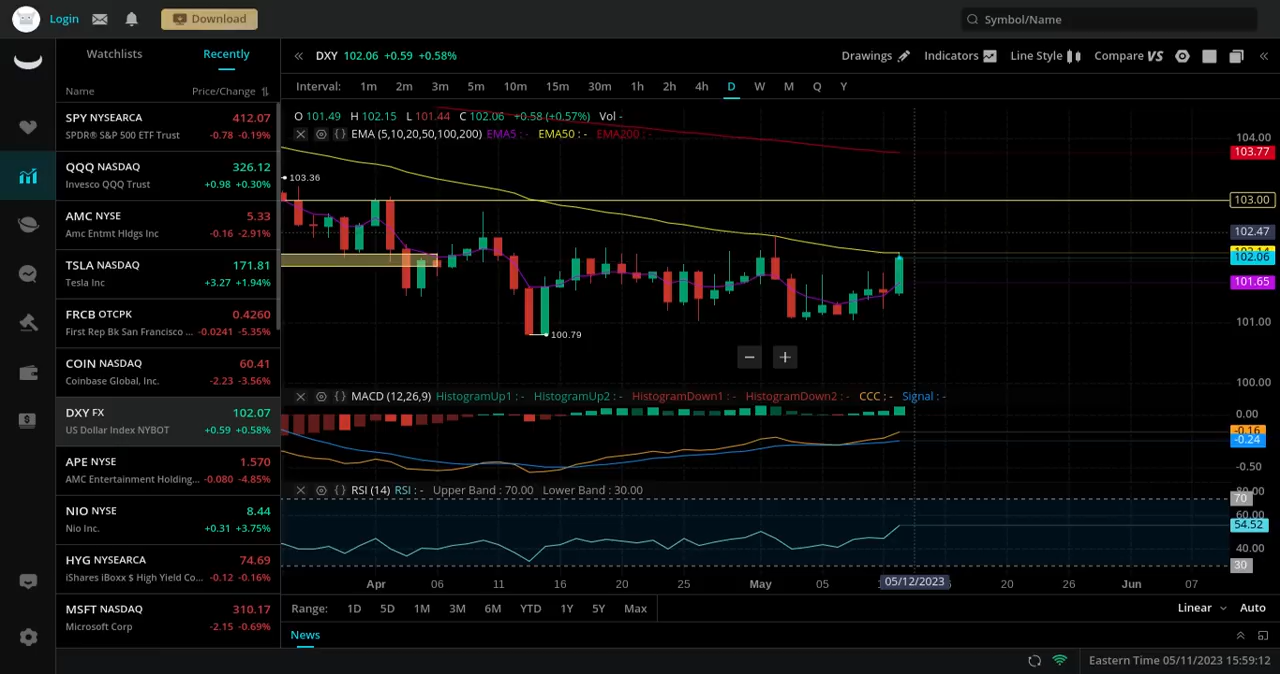 Login
Download
Symbol/Name
Watchlists
Recently
Name
Price/Change
SPY NYSEARCA
412.07
SPDR® S&P 500 ETF Trust
-0.78 -0.19%
QQQ NASDAQ
326.12
Invesco QQQ Trust
+0.98 +0.30%
AMC NYSE
5.33
Amc Entmt Hldgs Inc
-0.16 -2.91%
TSLA NASDAQ
171.81
Tesla Inc
+3.27 +1.94%
FRCB OTCPK
0.4260
First Rep Bk San Francisco ...
-0.0241 -5.35%
COIN NASDAQ
60.41
Coinbase Global, Inc.
-2.23 -3.56%
DXY FX
102.07
US Dollar Index NYBOT
+0.59 +0.58%
APE NYSE
1.570
AMC Entertainment Holding...
-0.080 -4.85%
NIO NYSE
8.44
Nio Inc.
+0.31 +3.75%
HYG NYSEARCA
74.69
iShares iBoxx $ High Yield Co...
-0.12 -0.16%
MSFT NASDAQ
310.17
Microsoft Corp
-2.15 -0.69%
DXY 102.06 +0.59 +0.58%
Drawings
Indicators
Line Style
Compare VS
Interval: 1m 2m 3m 5m 10m 15m 30m 1h 2h 4h D W M Q Y
O 101.49 H 102.15 L 101.44 C 102.06 +0.58 (+0.57%) Vol -
EMA (5,10,20,50,100,200) EMA5 : - EMA50 : - EMA200 : -
103.36
100.79
104.00
103.77
103.00
102.47
102.14
102.06
101.65
101.00
100.00
MACD (12,26,9) HistogramUp1 : - HistogramUp2 : - HistogramDown1 : - HistogramDown2 : - CCC : - Signal : -
0.00
-0.16
-0.24
-0.50
RSI (14) RSI : - Upper Band : 70.00 Lower Band : 30.00
80.00
70
60.00
54.52
40.00
30
Apr 06 11 16 20 25 May 05 05/12/2023 20 26 Jun 07
Range: 1D 5D 1M 3M 6M YTD 1Y 5Y Max
Linear
Auto
News
Eastern Time 05/11/2023 15:59:12